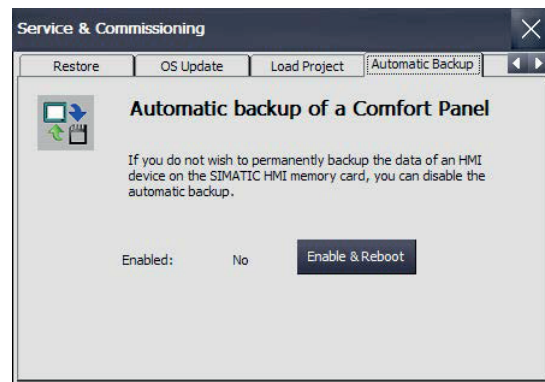 Service & Commissioning
Restore
OS Update
Load Project
Automatic Backup
Automatic backup of a Comfort Panel
If you do not wish to permanently backup the data of an HMI
device on the SIMATIC HMI memory card, you can disable the
automatic backup.
Enabled: No
Enable & Reboot